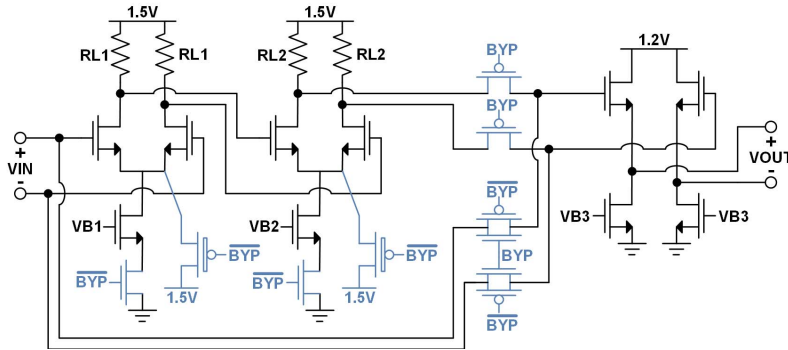 1.5V
1.5V
RL1
RL1
RL2
RL2
BYP
1.2V
BYP
+
VIN
-
+
VOUT
-
BYP
VB1
VB2
VB3
VB3
BYP
BYP
BYP
BYP
BYP
1.5V
1.5V
BYP